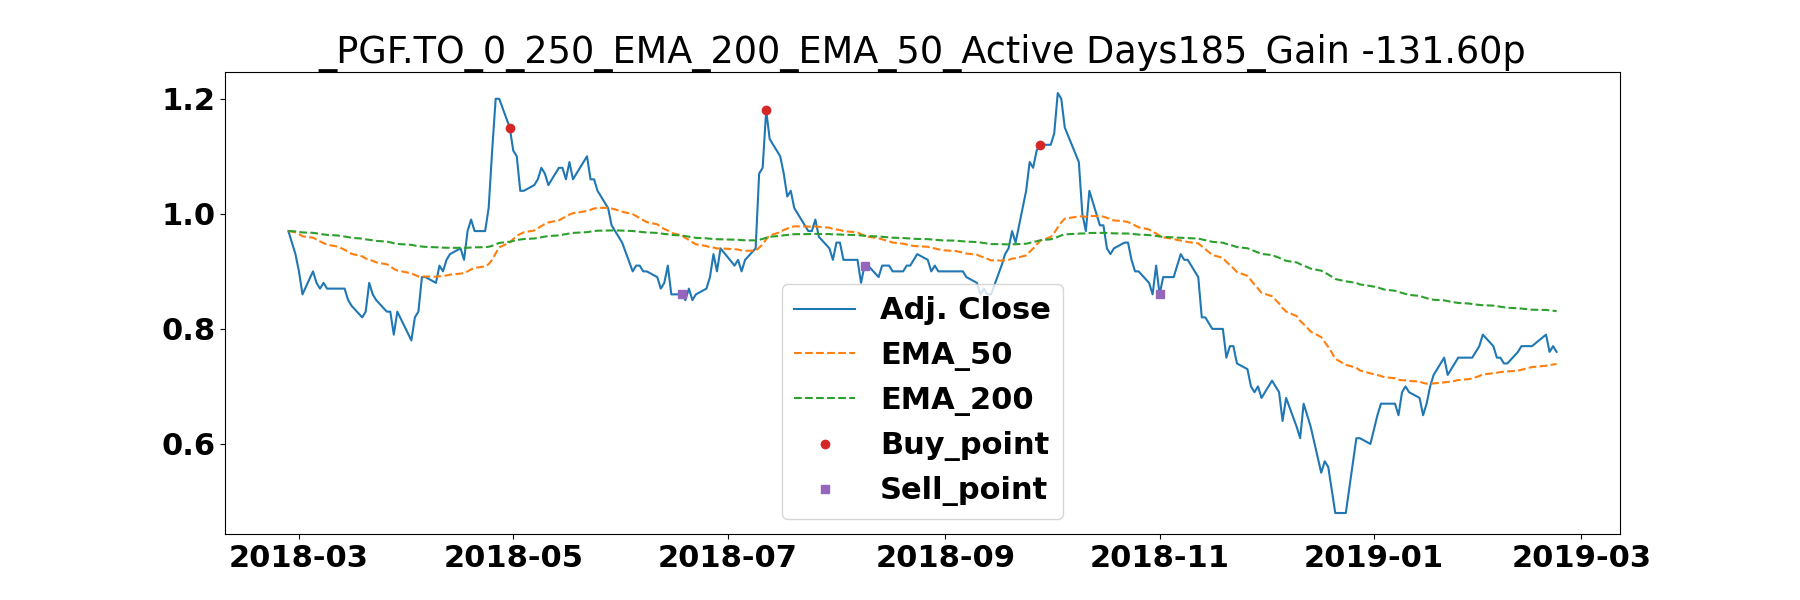 _PGF.TO_0_250_EMA_200_EMA_50_Active Days185_Gain -131.60p
1.2
1.0
0.8
0.6
Adj. Close
EMA_50
EMA_200
Buy_point
Sell_point
2018-03 2018-05 2018-07 2018-09 2018-11 2019-01 2019-03